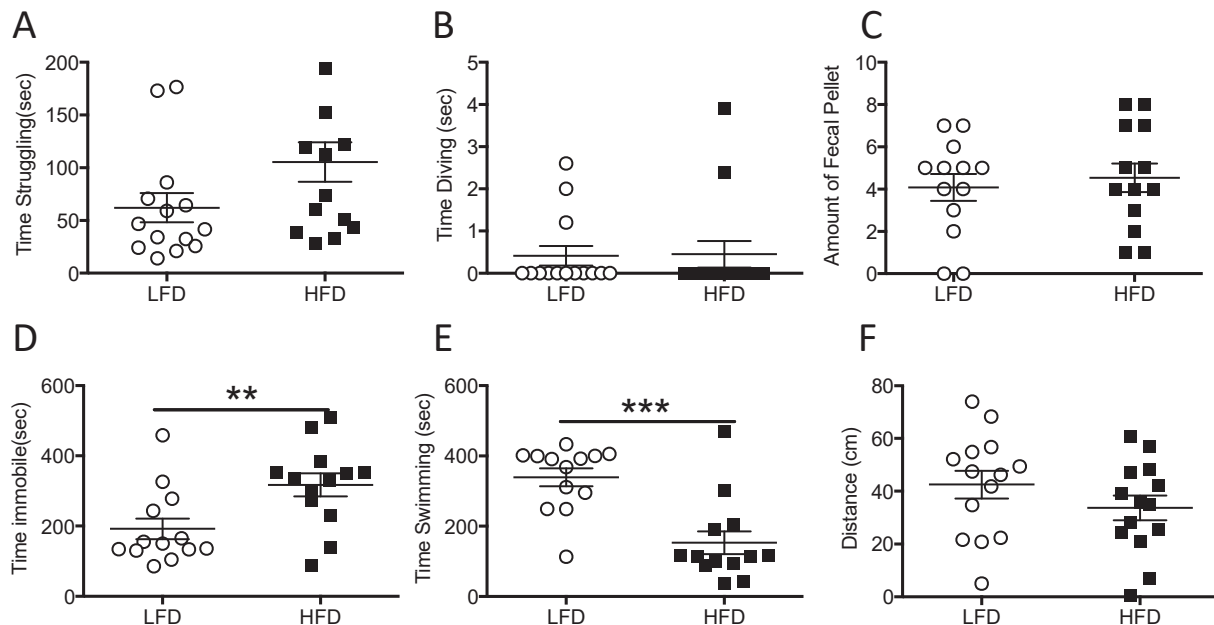 A
Time Struggling(sec)
200
150
100
50
0
LFD
HFD
B
Time Diving (sec)
5
4
3
2
1
0
LFD
HFD
C
Amount of Fecal Pellet
10
8
6
4
2
0
LFD
HFD
D
Time immobile(sec)
600
400
200
0
**
LFD
HFD
E
Time Swimming (sec)
600
400
200
0
***
LFD
HFD
F
Distance (cm)
80
60
40
20
0
LFD
HFD